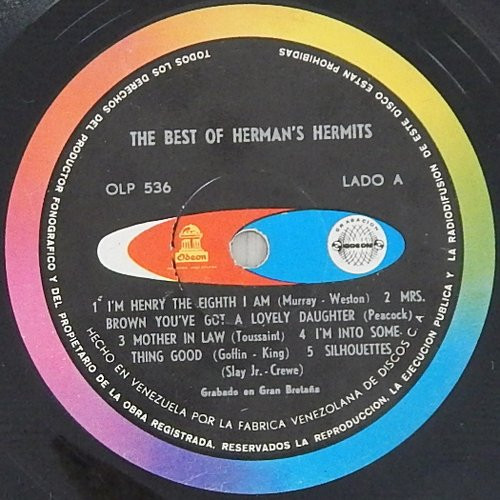 TODOS LOS DERECHOS DEL PRODUCTOR FONOGRAFICO Y DEL PROPIETARIO DE LA OBRA REGISTRADA. RESERVADOS LA REPRODUCCION, LA EJECUCION PUBLICA Y LA RADIODIFUSION DE ESTE DISCO ESTAN PROHIBIDAS
THE BEST OF HERMAN'S HERMITS
OLP 536
LADO A
Odeon
GRABACION
1 I'M HENRY THE EIGHTH I AM (Murray - Weston) 2 MRS.
BROWN YOU'VE GOT A LOVELY DAUGHTER (Peacock)
3 MOTHER IN LAW (Toussaint) 4 I'M INTO SOME-
THING GOOD (Goffin - King) 5 SILHOUETTES
(Slay Jr.-Crewe)
Grabado en Gran Bretaña
HECHO EN VENEZUELA POR LA FABRICA VENEZOLANA DE DISCOS C. A.